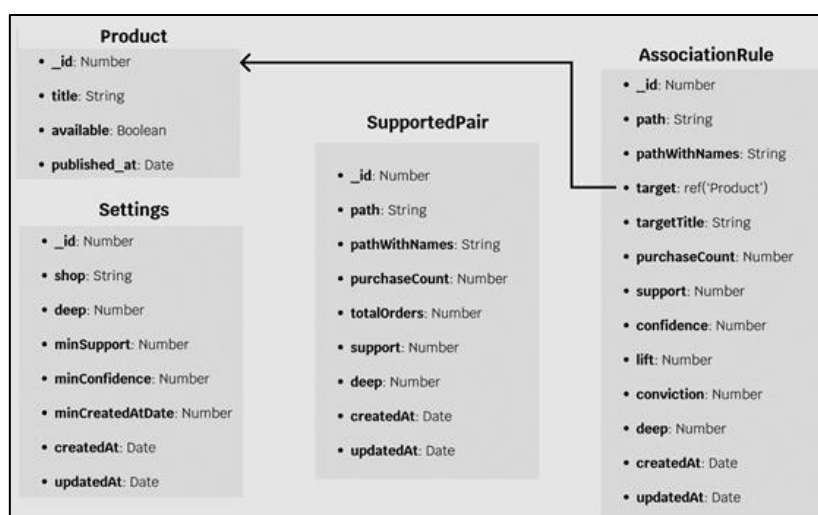 Product
• _id: Number
• title: String
• available: Boolean
• published_at: Date
Settings
• _id: Number
• shop: String
• deep: Number
• minSupport: Number
• minConfidence: Number
• minCreatedAtDate: Number
• createdAt: Date
• updatedAt: Date
SupportedPair
• _id: Number
• path: String
• pathWithNames: String
• purchaseCount: Number
• totalOrders: Number
• support: Number
• deep: Number
• createdAt: Date
• updatedAt: Date
AssociationRule
• _id: Number
• path: String
• pathWithNames: String
• target: ref('Product')
• targetTitle: String
• purchaseCount: Number
• support: Number
• confidence: Number
• lift: Number
• conviction: Number
• deep: Number
• createdAt: Date
• updatedAt: Date